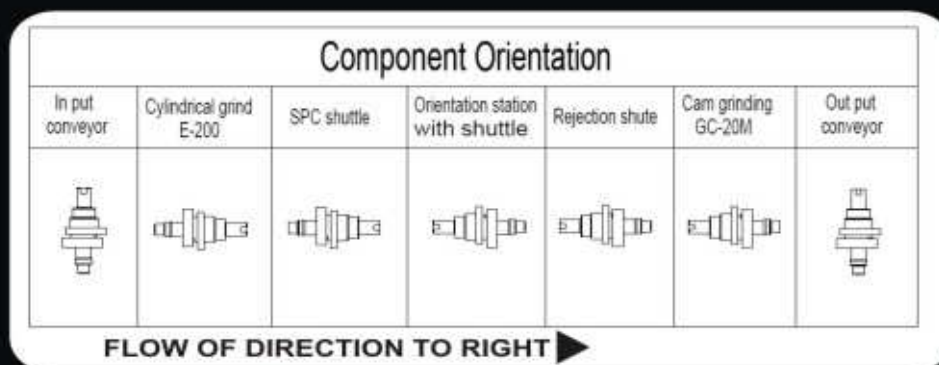 Component Orientation
In put
conveyor
Cylindrical grind
E-200
SPC shuttle
Orientation station
with shuttle
Rejection shute
Cam grinding
GC-20M
Out put
conveyor
FLOW OF DIRECTION TO RIGHT